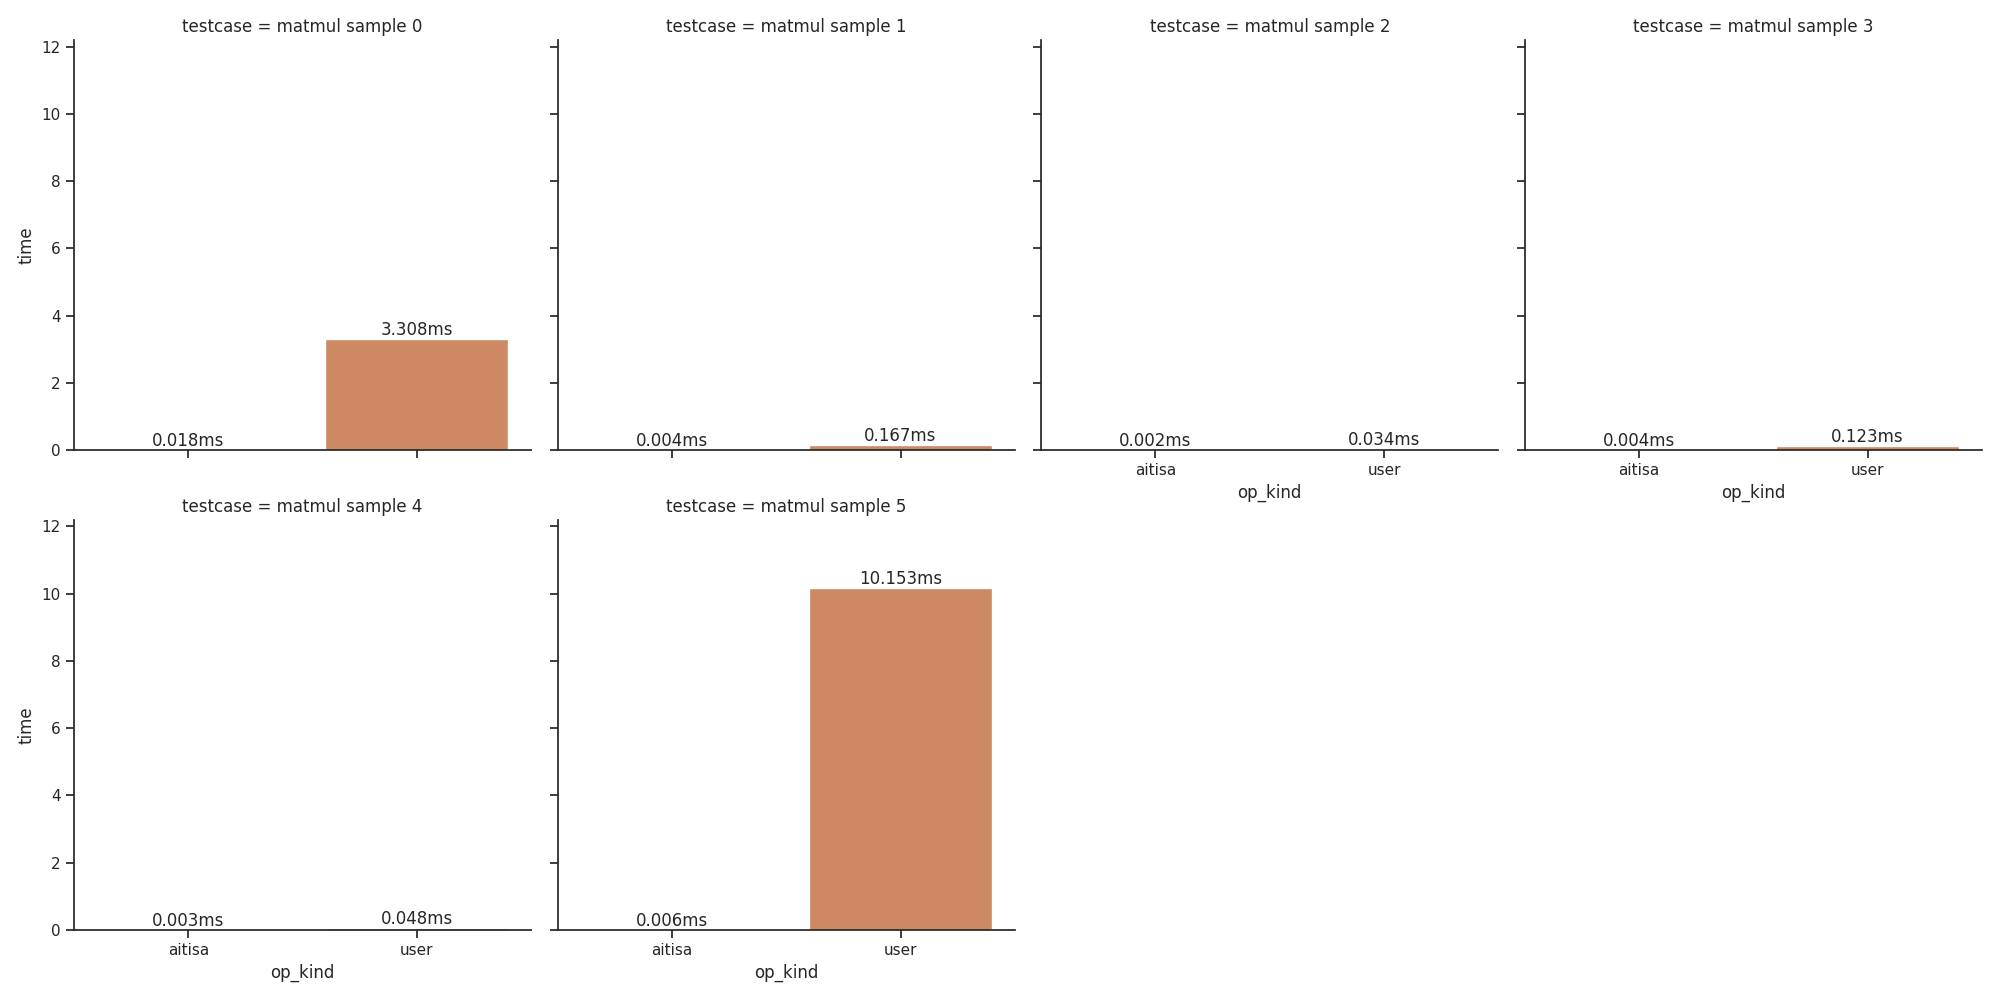 testcase = matmul sample 0
testcase = matmul sample 1
testcase = matmul sample 2
testcase = matmul sample 3
time
12
10
8
6
4
2
0
0.018ms
3.308ms
0.004ms
0.167ms
0.002ms
0.034ms
aitisa
user
op_kind
0.004ms
0.123ms
aitisa
user
op_kind
testcase = matmul sample 4
testcase = matmul sample 5
time
12
10
8
6
4
2
0
0.003ms
0.048ms
aitisa
user
op_kind
0.006ms
10.153ms
aitisa
user
op_kind